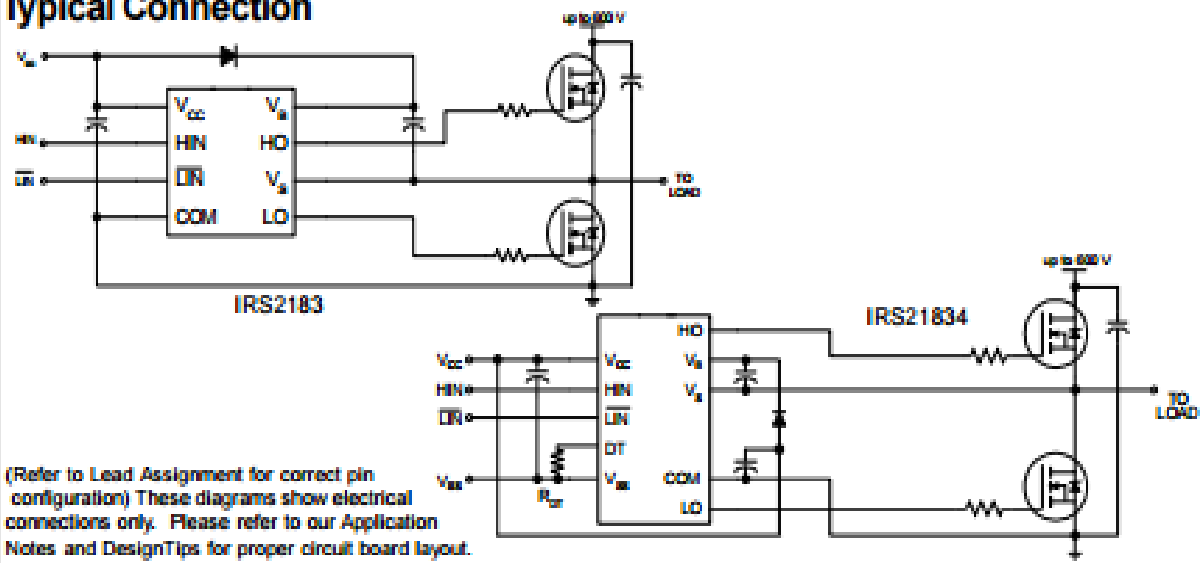 Typical Connection
up to 600 V
VCC
VCC VB
HIN HIN HO
LIN LIN VS
TO
LOAD
COM LO
IRS2183
up to 600 V
IRS21834
HO
VCC VCC VB
HIN HIN VS
LIN LIN
TO
LOAD
DT
VSS VSS COM
RDT
LO
(Refer to Lead Assignment for correct pin
configuration) These diagrams show electrical
connections only. Please refer to our Application
Notes and DesignTips for proper circuit board layout.